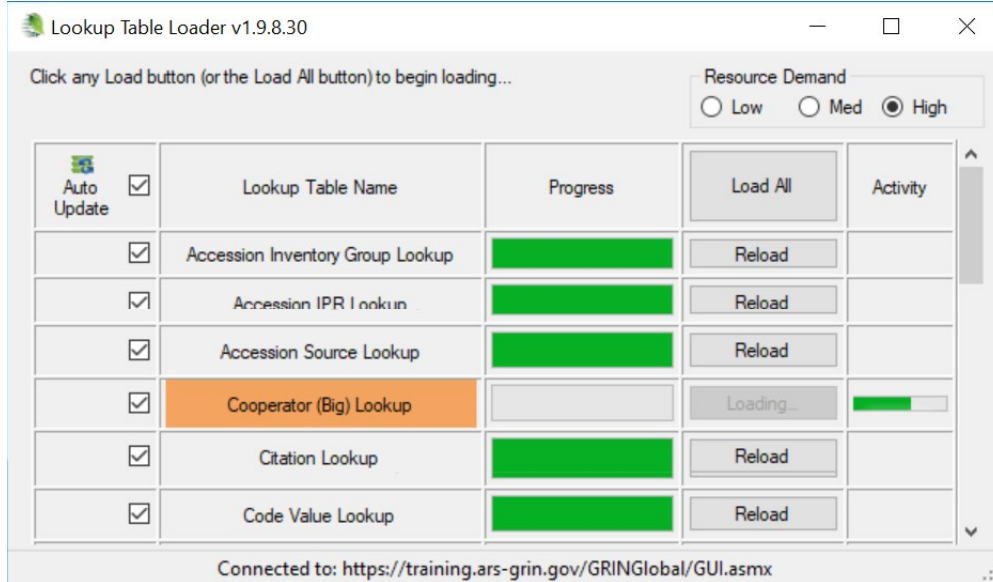 Lookup Table Loader v1.9.8.30
Click any Load button (or the Load All button) to begin loading...
Resource Demand
Low Med High
Auto Update
Lookup Table Name
Progress
Load All
Activity
Accession Inventory Group Lookup
Reload
Accession IPR Lookup
Reload
Accession Source Lookup
Reload
Cooperator (Big) Lookup
Loading...
Citation Lookup
Reload
Code Value Lookup
Reload
Connected to: https://training.ars-grin.gov/GRINGlobal/GUI.asmx